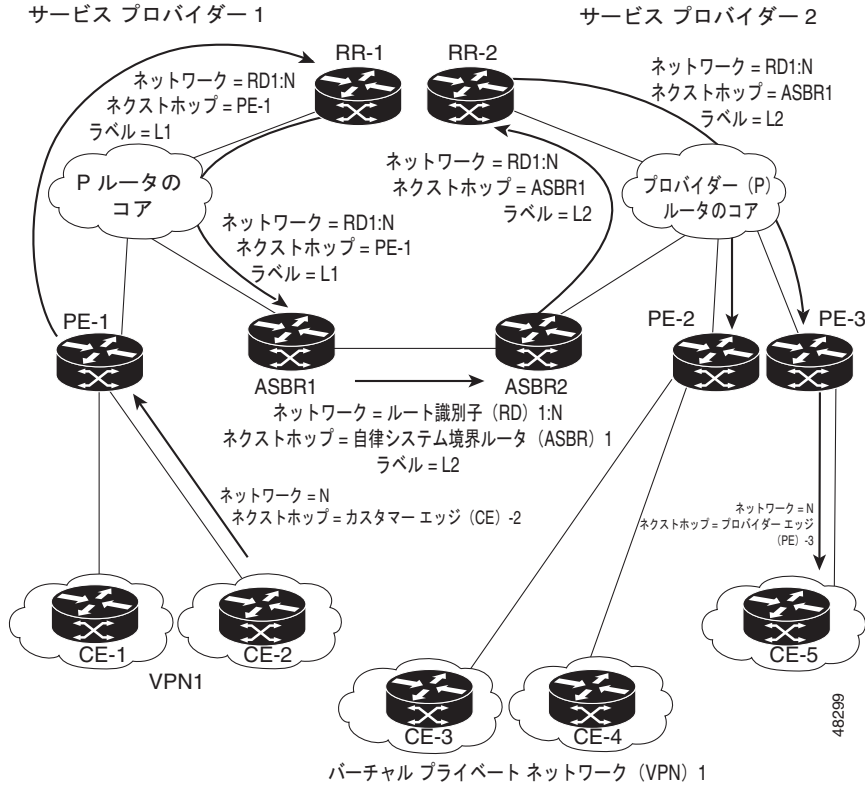 サービス プロバイダー 1
サービス プロバイダー 2
RR-1
RR-2
ネットワーク = RD1:N
ネクストホップ = PE-1
ラベル = L1
ネットワーク = RD1:N
ネクストホップ = ASBR1
ラベル = L2
P ルータの
コア
ネットワーク = RD1:N
ネクストホップ = ASBR1
ラベル = L2
プロバイダー（P）
ルータのコア
ネットワーク = RD1:N
ネクストホップ = PE-1
ラベル = L1
PE-1
PE-2
PE-3
ASBR1
ASBR2
ネットワーク = ルート識別子（RD）1:N
ネクストホップ = 自律システム境界ルータ（ASBR）1
ラベル = L2
ネットワーク = N
ネクストホップ = カスタマー エッジ（CE）-2
ネットワーク = N
ネクストホップ = プロバイダー エッジ
（PE）-3
CE-1
CE-2
CE-5
VPN1
CE-3
CE-4
48299
バーチャル プライベート ネットワーク（VPN）1